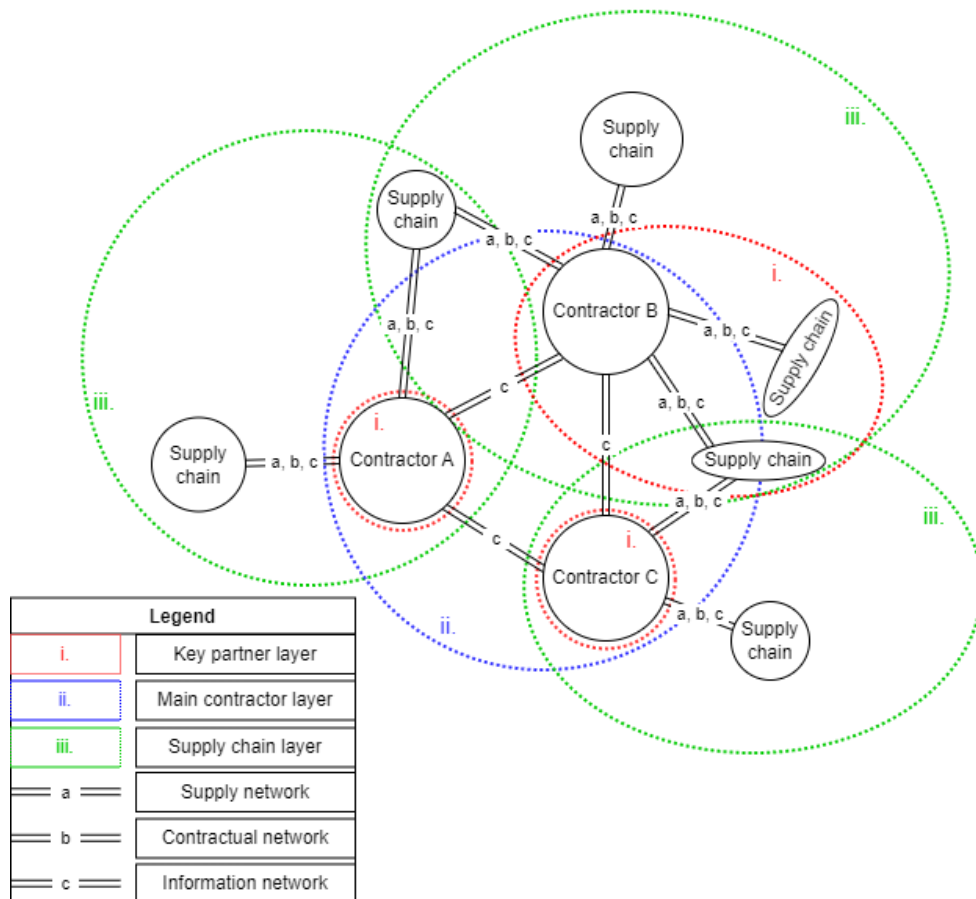 Supply
chain
iii.
Supply
chain
a, b, c
a, b, c
i.
Contractor B
a, b, c
a, b, c
Supply chain
c
a, b, c
iii.
i.
c
Supply
chain
a, b, c
Contractor A
Supply chain
a, b, c
iii.
c
i.
Contractor C
a, b, c
ii.
Supply
chain
Legend
i.
Key partner layer
ii.
Main contractor layer
iii.
Supply chain layer
a
Supply network
b
Contractual network
c
Information network